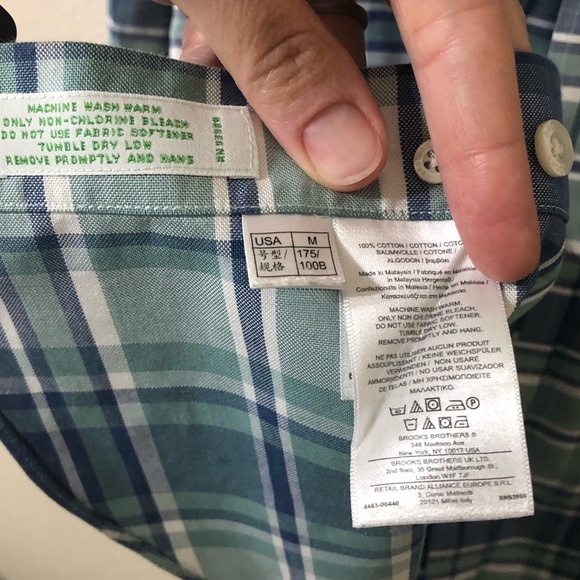 MACHINE WASH WARM
ONLY NON-CHLORINE BLEACH
DO NOT USE FABRIC SOFTENER
TUMBLE DRY LOW
REMOVE PROMPTLY AND HANG
RN 93986
USA M
号型/ 175/
规格 100B
100% COTTON / COTTON /
BAUMWOLLE / COTONE /
ALGODON / βαμβάκι
Made in Malaysia / Fabriqué en Malaisie
in Malaysia Hergestellt
Confezionato in Malesia / Hecho en Malasia
Κατασκευάζεται στη Μαλαισία
MACHINE WASH WARM,
ONLY NON CHLORINE BLEACH,
DO NOT USE FABRIC SOFTENER,
TUMBLE DRY LOW,
REMOVE PROMPTLY AND HANG.
NE PAS UTILISER AUCUN PRODUIT
ASSOUPLISSANT / KEINE WEICHSPÜLER
VERWENDEN / NON USARE
AMMORBIDENTI / NO USAR SUAVIZADOR
DE TELAS / ΜΗ ΧΡΗΣΙΜΟΠΟΙΕΙΤΕ
ΜΑΛΑΚΤΙΚΟ.
BROOKS BROTHERS ®
346 Madison Ave.
New York, NY 10017 USA
BROOKS BROTHERS UK LTD.
2nd floor, 35 Great Marlborough St.
London W1F 7JF
RETAIL BRAND ALLIANCE EUROPE S.R.L
3, Corso Matteotti
20121 Milan, Italy